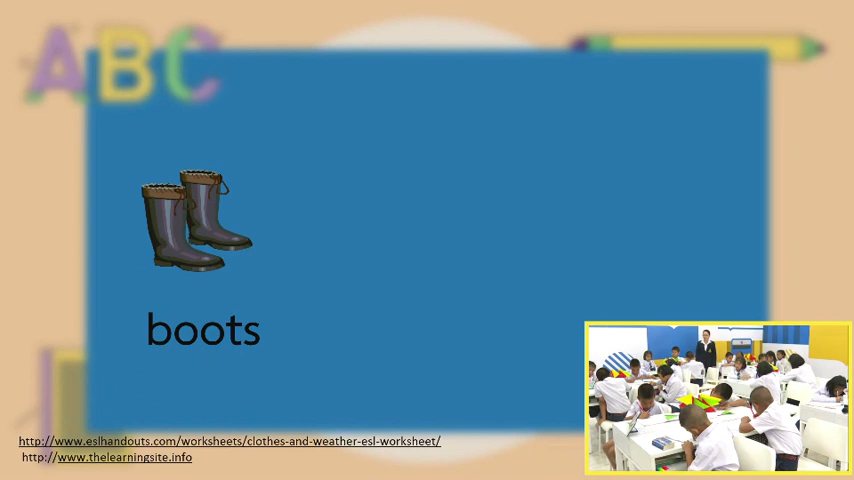 ABC
boots
http://www.eslhandouts.com/worksheets/clothes-and-weather-esl-worksheet/
http://www.thelearningsite.info